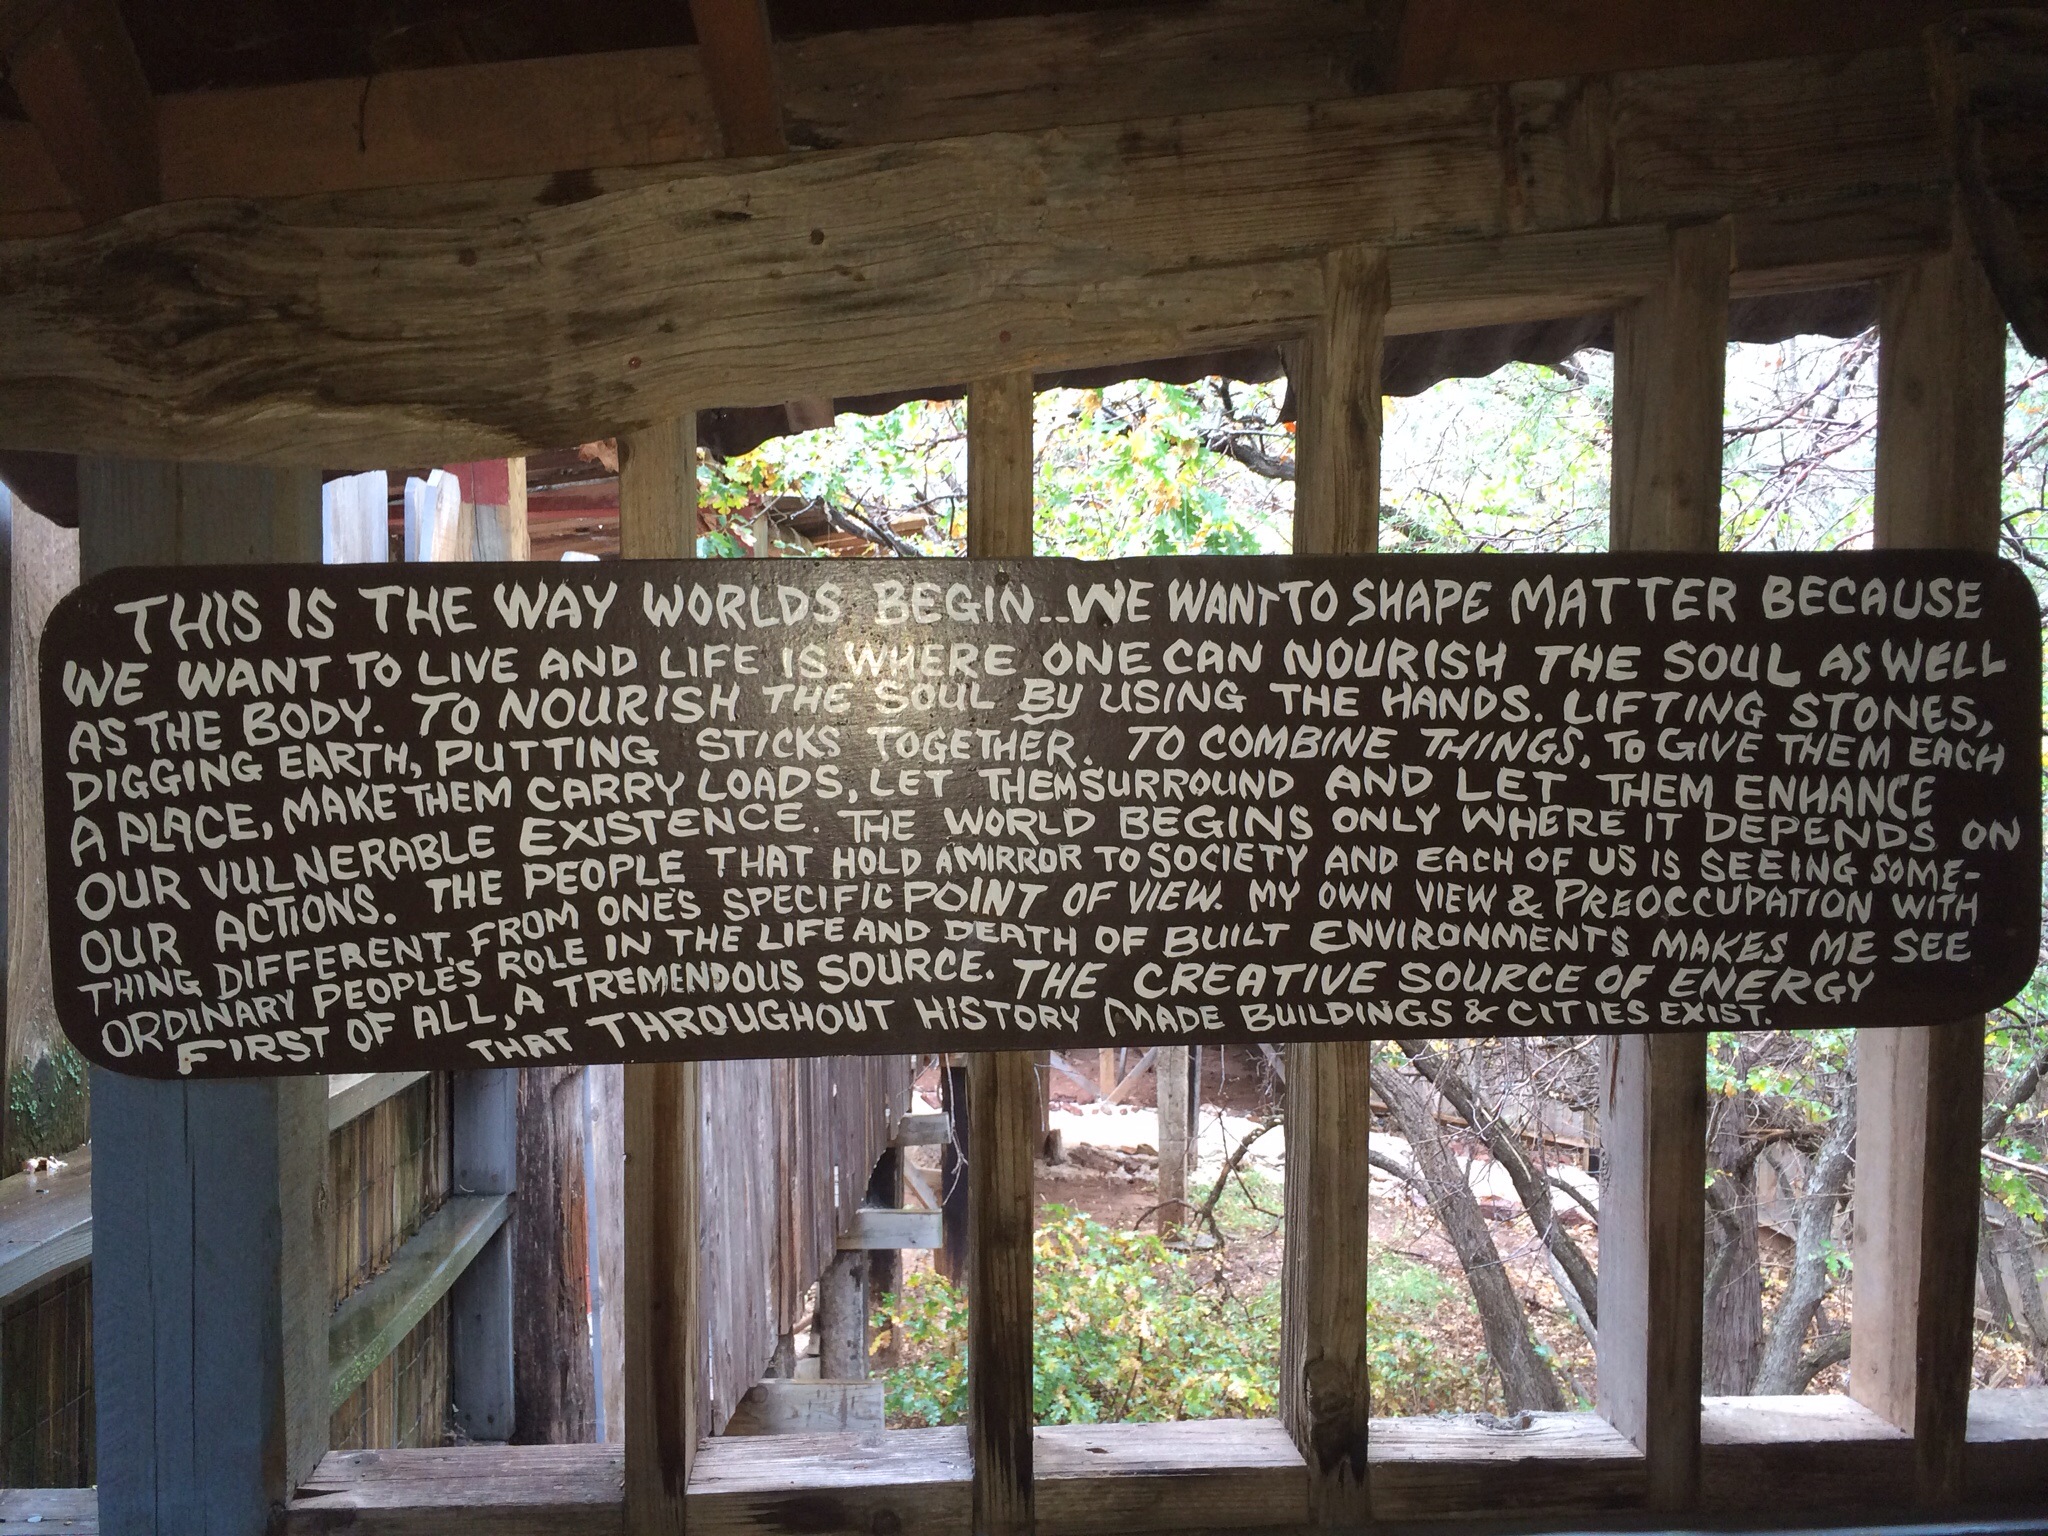 THIS IS THE WAY WORLDS BEGIN.. WE WANT TO SHAPE MATTER BECAUSE
WE WANT TO LIVE AND LIFE IS WHERE ONE CAN NOURISH THE SOUL AS WELL
AS THE BODY. TO NOURISH THE SOUL BY USING THE HANDS. LIFTING STONES,
DIGGING EARTH, PUTTING STICKS TOGETHER. TO COMBINE THINGS, TO GIVE THEM EACH
A PLACE, MAKE THEM CARRY LOADS, LET THEM SURROUND AND LET THEM ENHANCE
OUR VULNERABLE EXISTENCE. THE WORLD BEGINS ONLY WHERE IT DEPENDS ON
OUR ACTIONS. THE PEOPLE THAT HOLD A MIRROR TO SOCIETY AND EACH OF US IS SEEING SOME-
THING DIFFERENT. FROM ONE'S SPECIFIC POINT OF VIEW. MY OWN VIEW & PREOCCUPATION WITH
ORDINARY PEOPLE'S ROLE IN THE LIFE AND DEATH OF BUILT ENVIRONMENTS MAKES ME SEE
FIRST OF ALL, A TREMENDOUS SOURCE. THE CREATIVE SOURCE OF ENERGY
THAT THROUGHOUT HISTORY MADE BUILDINGS & CITIES EXIST.